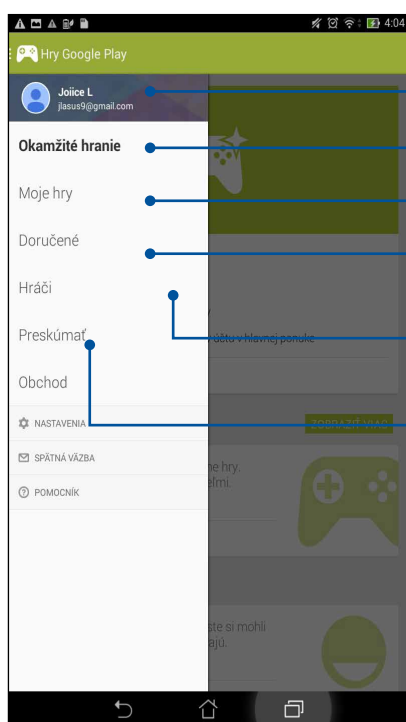 4:04
Hry Google Play
Joiice L
jlasus9@gmail.com
Okamžité hranie
Moje hry
Doručené
Hráči
účtu v hlavnej ponuke
Preskúmať
Obchod
NASTAVENIA
ZOBRAZIŤ VIAC
SPÄTNÁ VÄZBA
ne hry.
eľmi.
POMOCNÍK
ste si mohli
ajú.